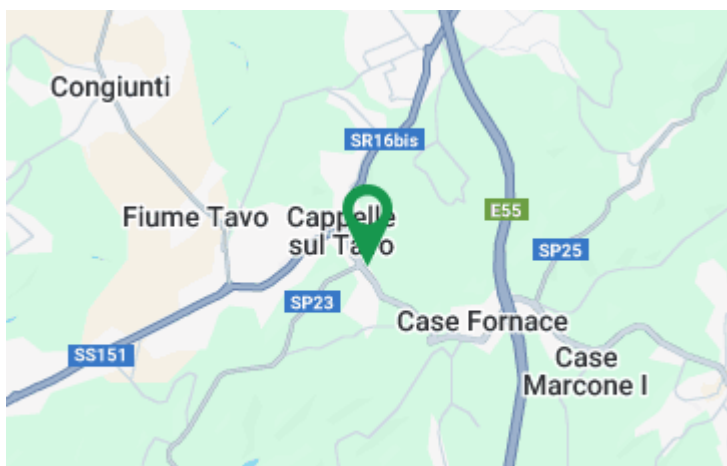 Congiunti
SR16bis
Fiume Tavo
Cappelle
sul Tavo
E55
SP25
SP23
Case Fornace
SS151
Case
Marcone I